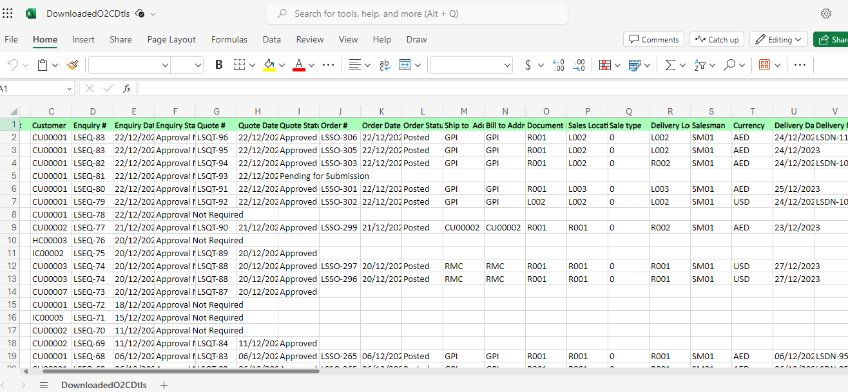 DownloadedO2CDtls
Search for tools, help, and more (Alt + Q)
File Home Insert Share Page Layout Formulas Data Review View Help Draw Comments Catch up Editing Shar
B A $ .00
A1 fx
C D E F G H I J K L M N O P Q R S T U V
1 Customer Enquiry # Enquiry Dat Enquiry Sta Quote # Quote Date Quote Statu Order # Order Date Order Statu Ship to Add Bill to Addr Document Sales Locati Sale type Delivery Lo Salesman Currency Delivery Da Delivery N
2 CU00001 LSEQ-83 22/12/202 Approval N LSQT-96 22/12/202 Approved LSSO-306 22/12/202 Posted GPI GPI R001 L002 0 L002 SM01 AED 24/12/202 LSDN-11
3 CU00001 LSEQ-83 22/12/202 Approval N LSQT-95 22/12/202 Approved LSSO-305 22/12/202 Posted GPI GPI R001 L002 0 L002 SM01 AED 24/12/2023
4 CU00001 LSEQ-82 22/12/202 Approval N LSQT-94 22/12/202 Approved LSSO-303 22/12/202 Posted GPI GPI R001 L002 0 R002 SM01 AED 24/12/202 LSDN-10
5 CU00001 LSEQ-81 22/12/202 Approval N LSQT-93 22/12/202 Pending for Submission
6 CU00001 LSEQ-80 22/12/202 Approval N LSQT-91 22/12/202 Approved LSSO-301 22/12/202 Posted GPI GPI R001 L003 0 L003 SM01 AED 25/12/2023
7 CU00001 LSEQ-79 22/12/202 Approval N LSQT-92 22/12/202 Approved LSSO-302 22/12/202 Posted GPI GPI L002 L002 0 L002 SM01 USD 24/12/202 LSDN-10
8 CU00001 LSEQ-78 22/12/202 Approval Not Required
9 CU00002 LSEQ-77 21/12/202 Approval N LSQT-90 21/12/202 Approved LSSO-299 21/12/202 Posted CU00002 CU00002 R001 R001 0 R001 SM01 AED 23/12/2023
10 HC00003 LSEQ-76 20/12/202 Approval Not Required
11 IC00002 LSEQ-75 20/12/202 Approval N LSQT-89 20/12/202 Approved
12 CU00003 LSEQ-74 20/12/202 Approval N LSQT-88 20/12/202 Approved LSSO-297 20/12/202 Posted RMC RMC R001 R001 0 R001 SM01 USD 27/12/2023
13 CU00003 LSEQ-74 20/12/202 Approval N LSQT-88 20/12/202 Approved LSSO-296 20/12/202 Posted RMC RMC R001 R001 0 R001 SM01 USD 27/12/2023
14 CU00007 LSEQ-73 20/12/202 Approval N LSQT-87 20/12/202 Approved
15 CU00001 LSEQ-72 18/12/202 Approval Not Required
16 IC00005 LSEQ-71 15/12/202 Approval Not Required
17 CU00002 LSEQ-70 11/12/202 Approval Not Required
18 CU00002 LSEQ-69 11/12/202 Approval N LSQT-84 11/12/202 Approved
19 CU00001 LSEQ-68 06/12/202 Approval N LSQT-83 06/12/202 Approved LSSO-265 06/12/202 Posted GPI GPI R001 R001 0 R001 SM01 AED 06/12/202 LSDN-95
DownloadedO2CDtls